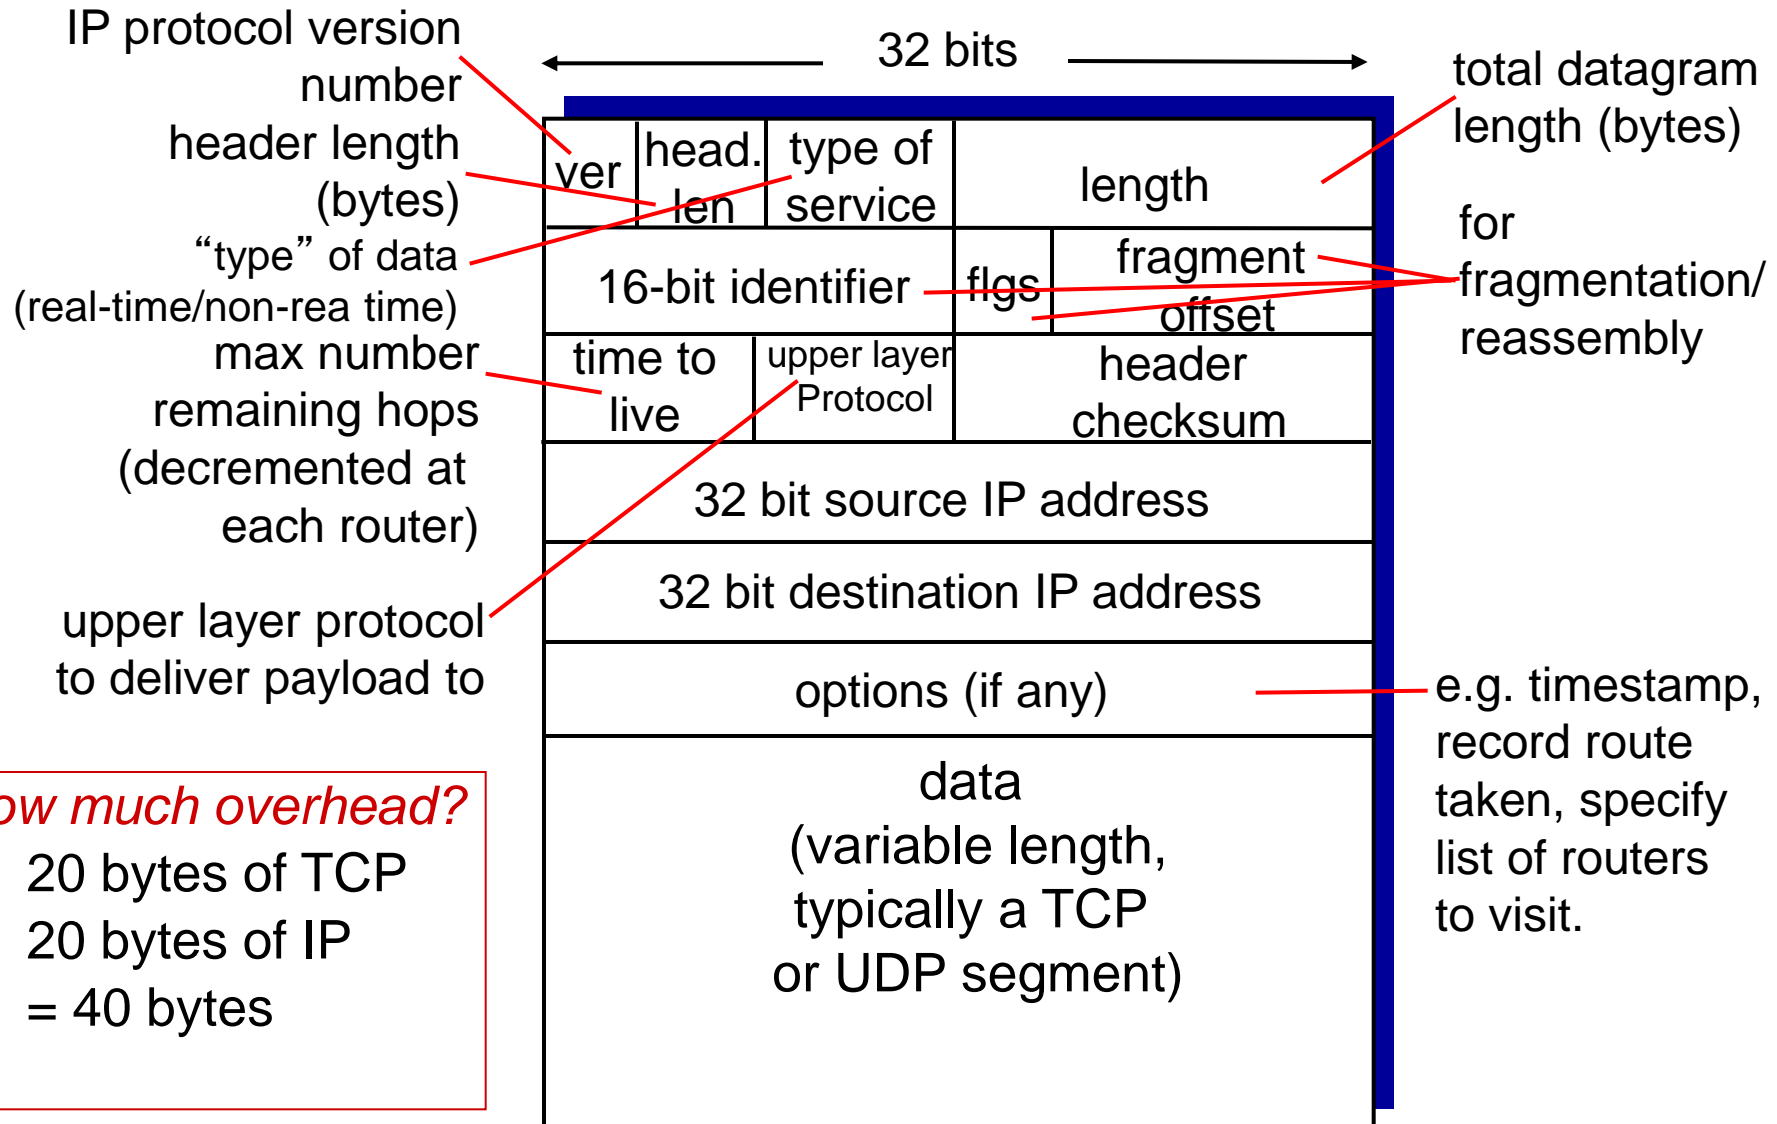 IP protocol version
number
header length
(bytes)
“type” of data
(real-time/non-rea time)
max number
remaining hops
(decremented at
each router)
upper layer protocol
to deliver payload to
ow much overhead?
20 bytes of TCP
20 bytes of IP
= 40 bytes
32 bits
ver
head.
len
type of
service
length
16-bit identifier
flgs
fragment
offset
time to
live
upper layer
Protocol
header
checksum
32 bit source IP address
32 bit destination IP address
options (if any)
data
(variable length,
typically a TCP
or UDP segment)
total datagram
length (bytes)
for
fragmentation/
reassembly
e.g. timestamp,
record route
taken, specify
list of routers
to visit.